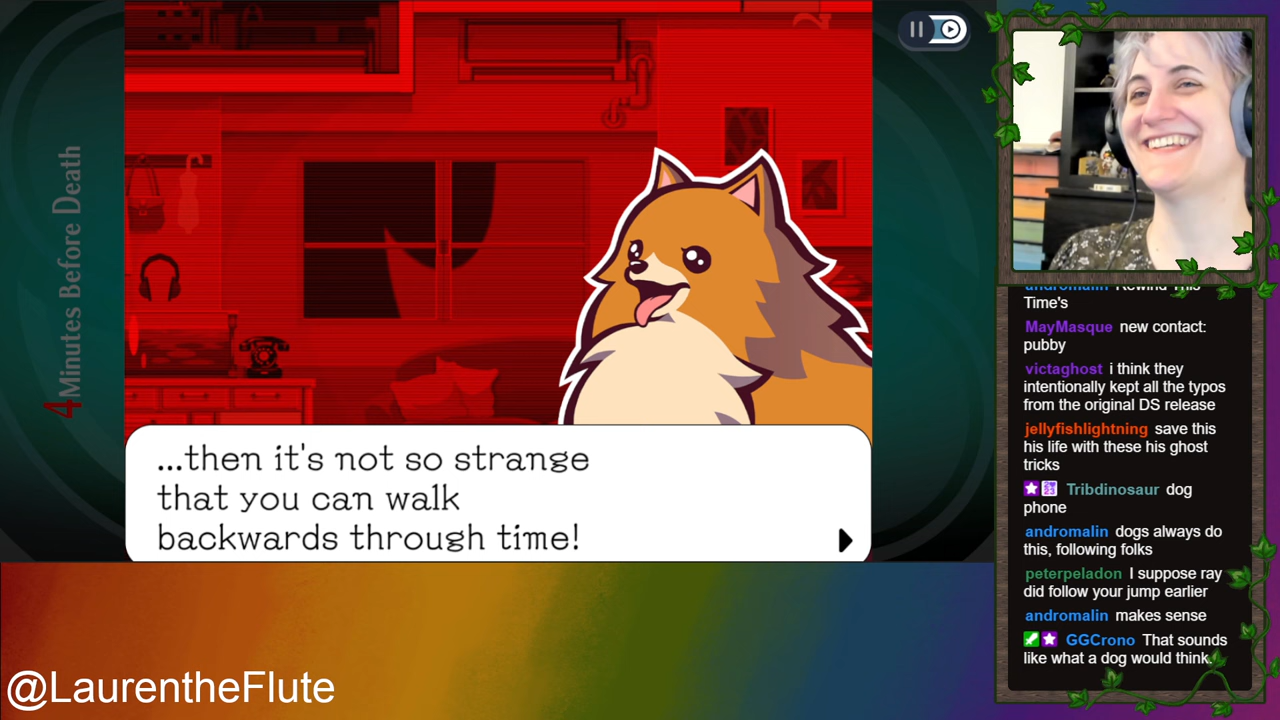 4 Minutes Before Death
...then it's not so strange
that you can walk
backwards through time!
@LaurentheFlute
andromalin Rewind This
Time's
MayMasque new contact:
pubby
victaghost i think they
intentionally kept all the typos
from the original DS release
jellyfishlightning save this
his life with these his ghost
tricks
Tribdinosaur dog
phone
andromalin dogs always do
this, following folks
peterpeladon I suppose ray
did follow your jump earlier
andromalin makes sense
GGCrono That sounds
like what a dog would think.